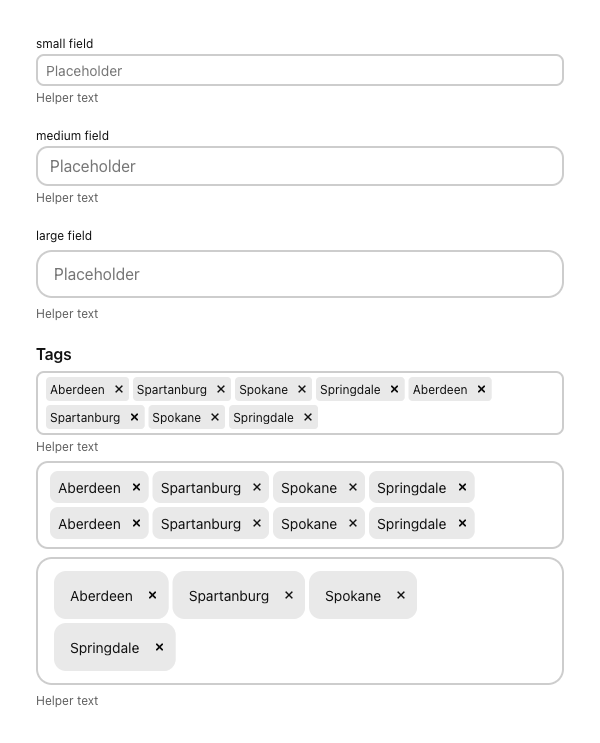 small field
Placeholder
Helper text
medium field
Placeholder
Helper text
large field
Placeholder
Helper text
Tags
Aberdeen × Spartanburg × Spokane × Springdale × Aberdeen ×
Spartanburg × Spokane × Springdale ×
Helper text
Aberdeen × Spartanburg × Spokane × Springdale ×
Aberdeen × Spartanburg × Spokane × Springdale ×
Aberdeen × Spartanburg × Spokane ×
Springdale ×
Helper text